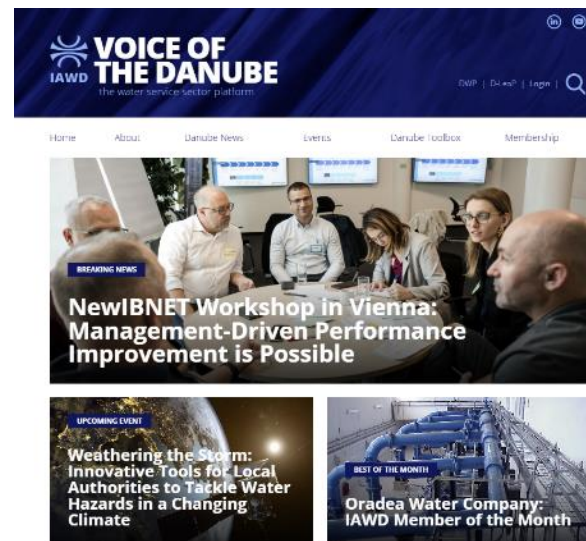 VOICE OF
IAWD THE DANUBE
the water service sector platform
DWP | D-LeaP | Login |
Home About Danube News Events Danube Toolbox Membership
BREAKING NEWS
NewIBNET Workshop in Vienna:
Management-Driven Performance
Improvement is Possible
UPCOMING EVENT
Weathering the Storm:
Innovative Tools for Local
Authorities to Tackle Water
Hazards in a Changing
Climate
BEST OF THE MONTH
Oradea Water Company:
IAWD Member of the Month